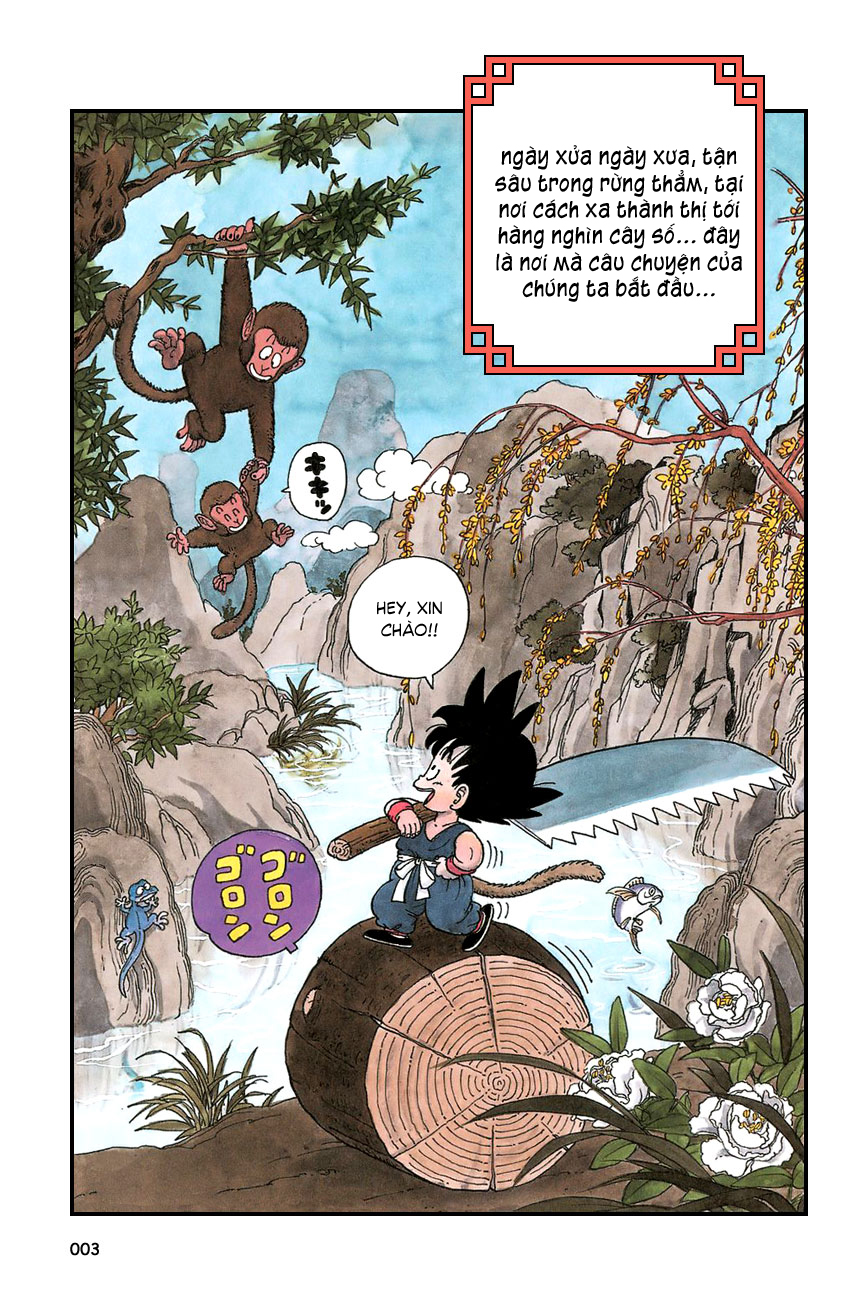 ngày xửa ngày xưa, tận
sâu trong rừng thẳm, tại
nơi cách xa thành thị tới
hàng nghìn cây số... đây
là nơi mà câu chuyện của
chúng ta bắt đầu...
キキッ
HEY, XIN
CHÀO!!
ゴロン
ゴロン
003